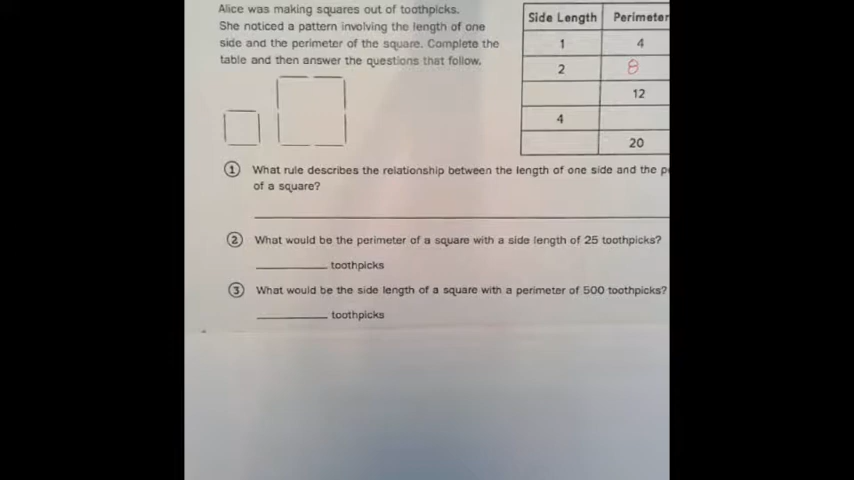 Alice was making squares out of toothpicks.
She noticed a pattern involving the length of one
side and the perimeter of the square. Complete the
table and then answer the questions that follow.
Side Length Perimeter
1 4
2 8
12
4
20
1 What rule describes the relationship between the length of one side and the
of a square?
2 What would be the perimeter of a square with a side length of 25 toothpicks?
toothpicks
3 What would be the side length of a square with a perimeter of 500 toothpicks?
toothpicks